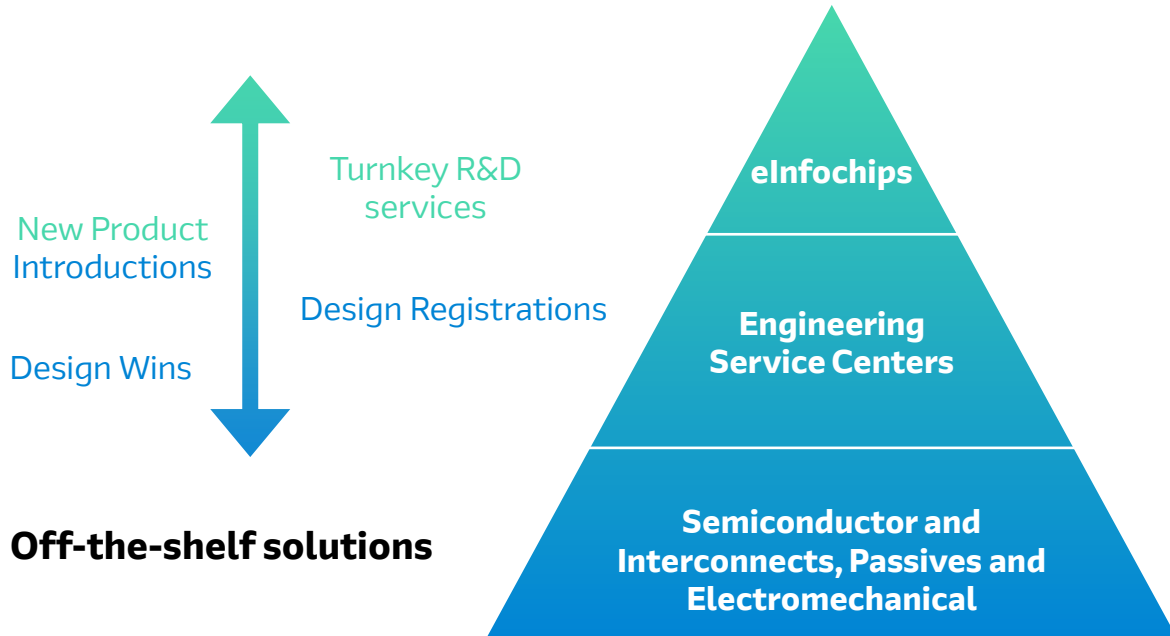 Turnkey R&D
services
New Product
Introductions
Design Registrations
Design Wins
Off-the-shelf solutions
eInfochips
Engineering
Service Centers
Semiconductor and
Interconnects, Passives and
Electromechanical